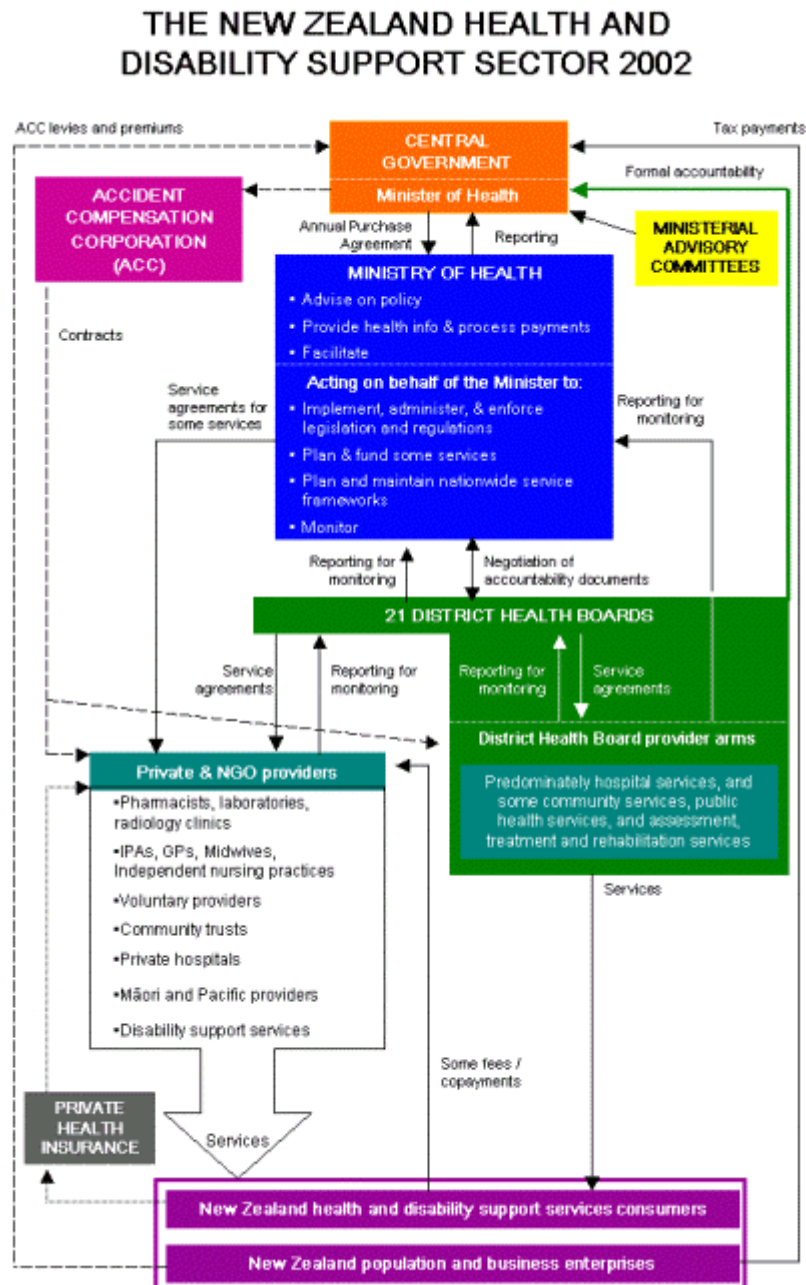 THE NEW ZEALAND HEALTH AND
DISABILITY SUPPORT SECTOR 2002
ACC levies and premiums
Tax payments
CENTRAL
GOVERNMENT
Minister of Health
Formal accountability
ACCIDENT
COMPENSATION
CORPORATION
(ACC)
Annual Purchase
Agreement
Reporting
MINISTERIAL
ADVISORY
COMMITTEES
MINISTRY OF HEALTH
• Advise on policy
• Provide health info & process payments
• Facilitate
Contracts
Acting on behalf of the Minister to:
• Implement, administer, & enforce
legislation and regulations
• Plan & fund some services
• Plan and maintain nationwide service
frameworks
• Monitor
Service
agreements for
some services
Reporting for
monitoring
Reporting for
monitoring
Negotiation of
accountability documents
21 DISTRICT HEALTH BOARDS
Service
agreements
Reporting for
monitoring
Reporting for
monitoring
Service
agreements
District Health Board provider arms
Predominately hospital services, and
some community services, public
health services, and assessment,
treatment and rehabilitation services
Private & NGO providers
•Pharmacists, laboratories,
radiology clinics
•IPAs, GPs, Midwives,
Independent nursing practices
•Voluntary providers
•Community trusts
•Private hospitals
•Māori and Pacific providers
•Disability support services
Services
Some fees /
copayments
PRIVATE
HEALTH
INSURANCE
Services
New Zealand health and disability support services consumers
New Zealand population and business enterprises